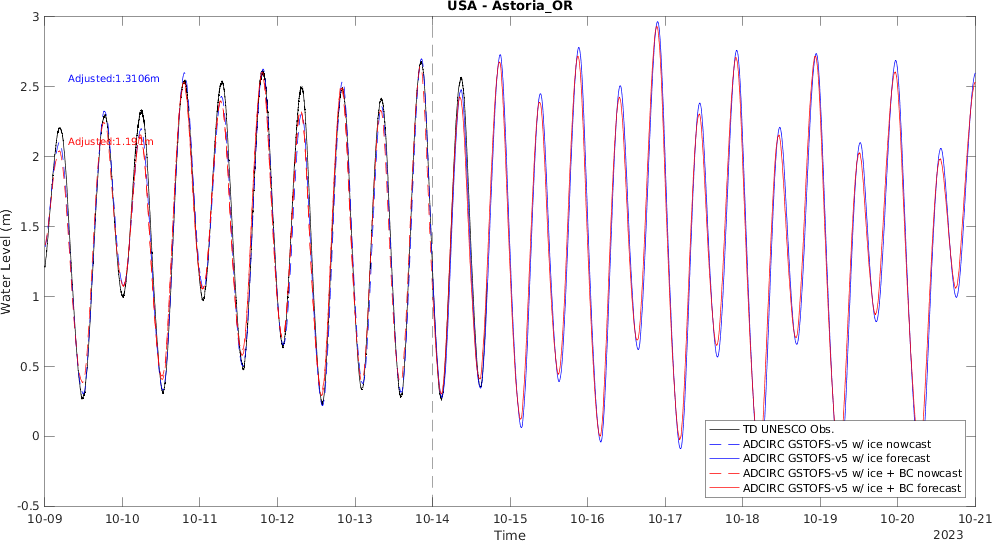 USA - Astoria_OR
3
2.5
2
1.5
1
0.5
0
-0.5
Water Level (m)
Adjusted:1.3106m
TD UNESCO Obs.
ADCIRC GSTOFS-v5 w/ ice nowcast
ADCIRC GSTOFS-v5 w/ ice forecast
ADCIRC GSTOFS-v5 w/ ice + BC nowcast
ADCIRC GSTOFS-v5 w/ ice + BC forecast
10-09 10-10 10-11 10-12 10-13 10-14 10-15 10-16 10-17 10-18 10-19 10-20 10-21
Time
2023